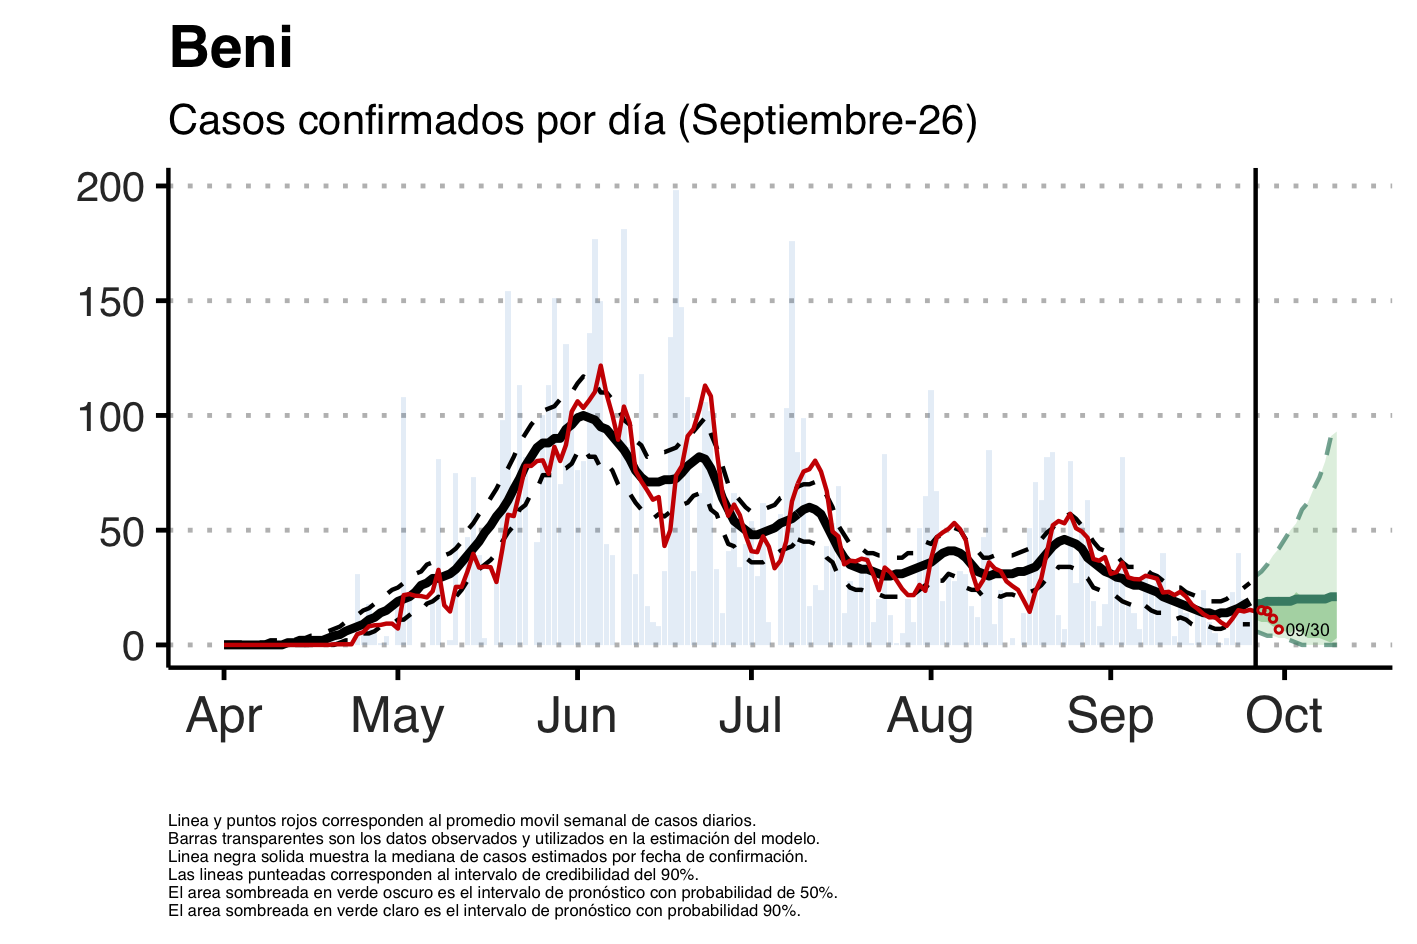 Beni
Casos confirmados por día (Septiembre-26)
200
150
100
50
0
09/30
Apr May Jun Jul Aug Sep Oct
Linea y puntos rojos corresponden al promedio movil semanal de casos diarios.
Barras transparentes son los datos observados y utilizados en la estimación del modelo.
Linea negra solida muestra la mediana de casos estimados por fecha de confirmación.
Las lineas punteadas corresponden al intervalo de credibilidad del 90%.
El area sombreada en verde oscuro es el intervalo de pronóstico con probabilidad de 50%.
El area sombreada en verde claro es el intervalo de pronóstico con probabilidad 90%.